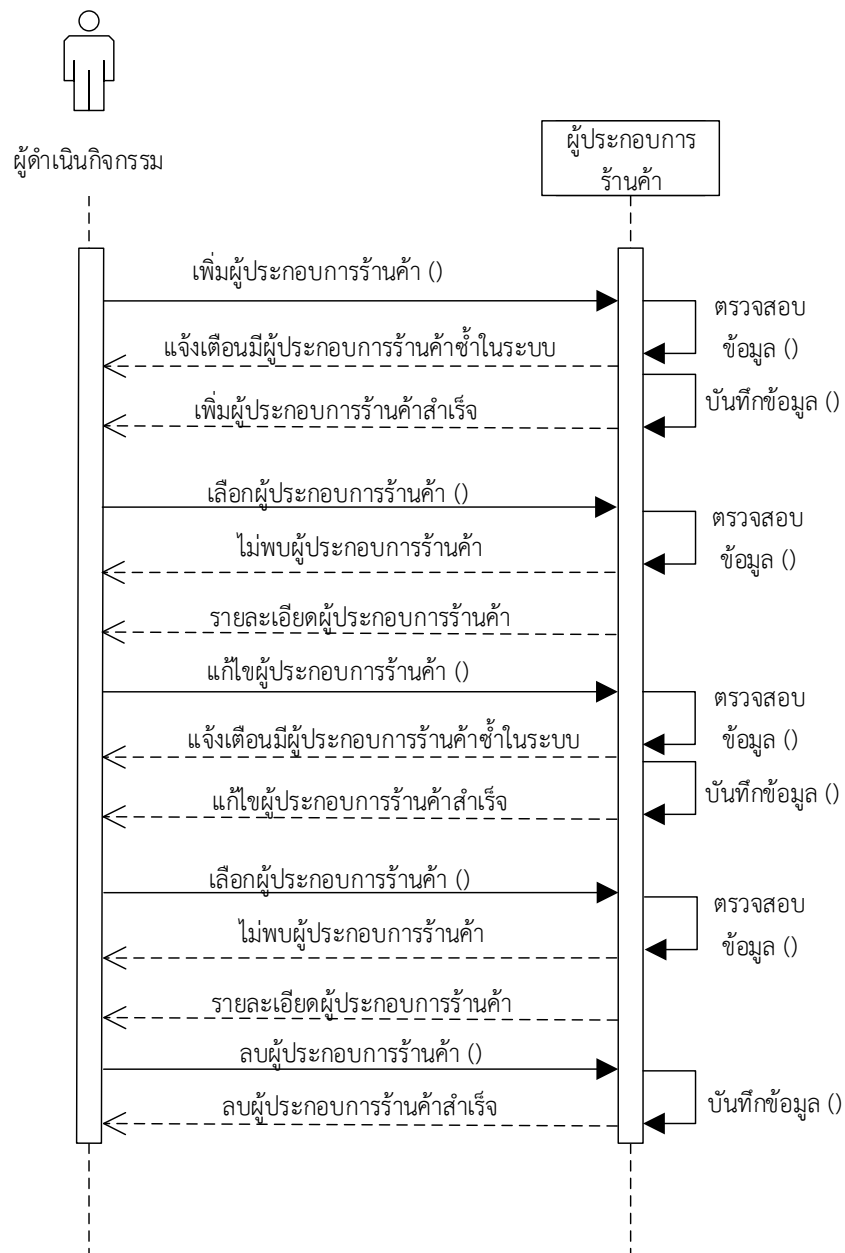 ผู้ดำเนินกิจกรรม
ผู้ประกอบการ
ร้านค้า
เพิ่มผู้ประกอบการร้านค้า ()
ตรวจสอบ
ข้อมูล ()
แจ้งเตือนมีผู้ประกอบการร้านค้าซ้ำในระบบ
บันทึกข้อมูล ()
เพิ่มผู้ประกอบการร้านค้าสำเร็จ
เลือกผู้ประกอบการร้านค้า ()
ตรวจสอบ
ข้อมูล ()
ไม่พบผู้ประกอบการร้านค้า
รายละเอียดผู้ประกอบการร้านค้า
แก้ไขผู้ประกอบการร้านค้า ()
ตรวจสอบ
ข้อมูล ()
แจ้งเตือนมีผู้ประกอบการร้านค้าซ้ำในระบบ
บันทึกข้อมูล ()
แก้ไขผู้ประกอบการร้านค้าสำเร็จ
เลือกผู้ประกอบการร้านค้า ()
ตรวจสอบ
ข้อมูล ()
ไม่พบผู้ประกอบการร้านค้า
รายละเอียดผู้ประกอบการร้านค้า
ลบผู้ประกอบการร้านค้า ()
บันทึกข้อมูล ()
ลบผู้ประกอบการร้านค้าสำเร็จ